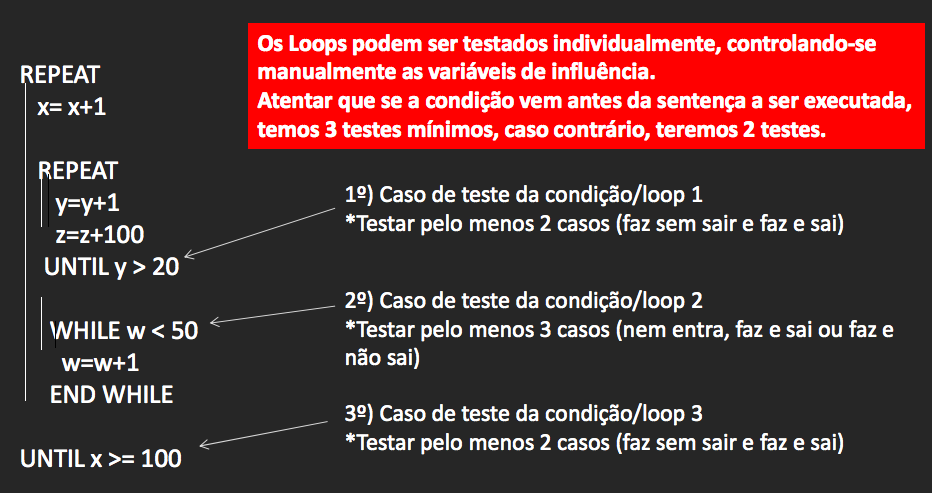 Os Loops podem ser testados individualmente, controlando-se
manualmente as variáveis de influência.
Atentar que se a condição vem antes da sentença a ser executada,
temos 3 testes mínimos, caso contrário, teremos 2 testes.
REPEAT
x= x+1
REPEAT
y=y+1
z=z+100
UNTIL y > 20
1º) Caso de teste da condição/loop 1
*Testar pelo menos 2 casos (faz sem sair e faz e sai)
WHILE w < 50
w=w+1
END WHILE
2º) Caso de teste da condição/loop 2
*Testar pelo menos 3 casos (nem entra, faz e sai ou faz e
não sai)
UNTIL x >= 100
3º) Caso de teste da condição/loop 3
*Testar pelo menos 2 casos (faz sem sair e faz e sai)